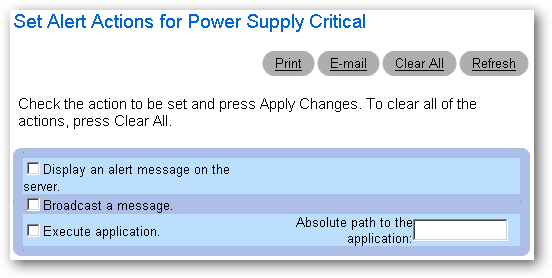 Set Alert Actions for Power Supply Critical
Print E-mail Clear All Refresh
Check the action to be set and press Apply Changes. To clear all of the
actions, press Clear All.
Display an alert message on the
server.
Broadcast a message.
Execute application.
Absolute path to the
application: